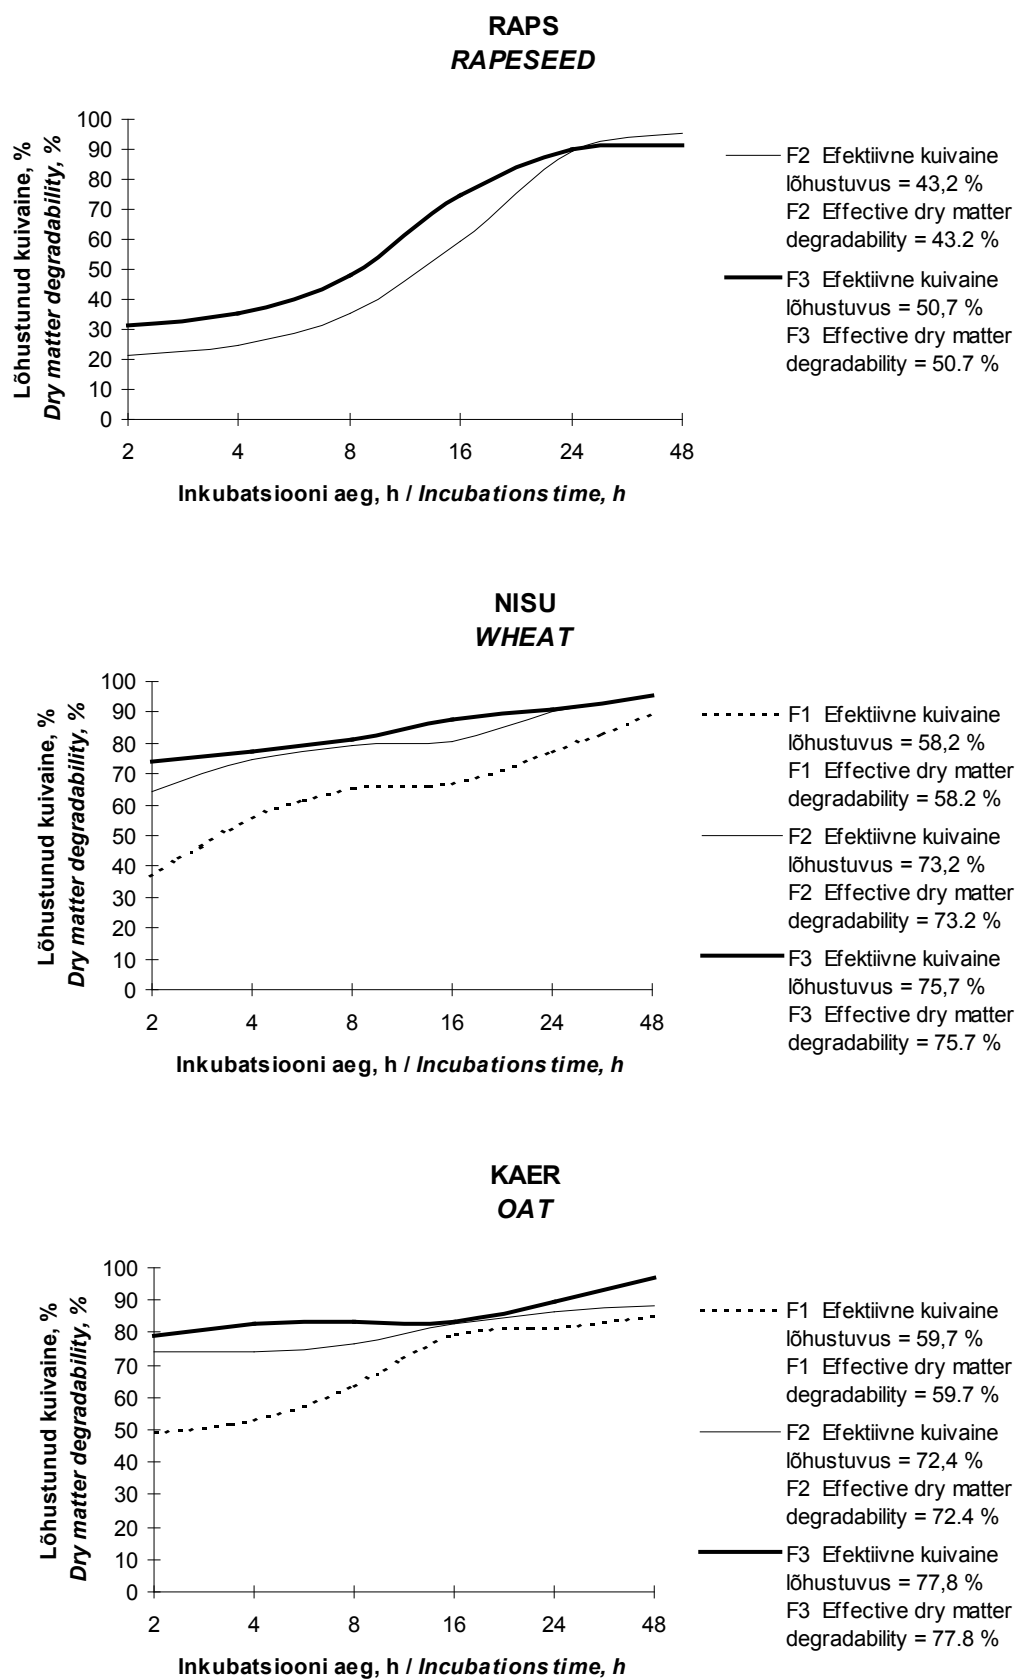 RAPS
RAPESEED
Lõhustunud kuivaine, %
Dry matter degradability, %
100
90
80
70
60
50
40
30
20
10
0
2 4 8 16 24 48
Inkubatsiooni aeg, h / Incubations time, h
F2 Efektiivne kuivaine
lõhustuvus = 43,2 %
F2 Effective dry matter
degradability = 43.2 %
F3 Efektiivne kuivaine
lõhustuvus = 50,7 %
F3 Effective dry matter
degradability = 50.7 %
NISU
WHEAT
Lõhustunud kuivaine, %
Dry matter degradability, %
100
90
80
70
60
50
40
30
20
10
0
2 4 8 16 24 48
Inkubatsiooni aeg, h / Incubations time, h
F1 Efektiivne kuivaine
lõhustuvus = 58,2 %
F1 Effective dry matter
degradability = 58.2 %
F2 Efektiivne kuivaine
lõhustuvus = 73,2 %
F2 Effective dry matter
degradability = 73.2 %
F3 Efektiivne kuivaine
lõhustuvus = 75,7 %
F3 Effective dry matter
degradability = 75.7 %
KAER
OAT
Lõhustunud kuivaine, %
Dry matter degradability, %
100
90
80
70
60
50
40
30
20
10
0
2 4 8 16 24 48
Inkubatsiooni aeg, h / Incubations time, h
F1 Efektiivne kuivaine
lõhustuvus = 59,7 %
F1 Effective dry matter
degradability = 59.7 %
F2 Efektiivne kuivaine
lõhustuvus = 72,4 %
F2 Effective dry matter
degradability = 72.4 %
F3 Efektiivne kuivaine
lõhustuvus = 77,8 %
F3 Effective dry matter
degradability = 77.8 %